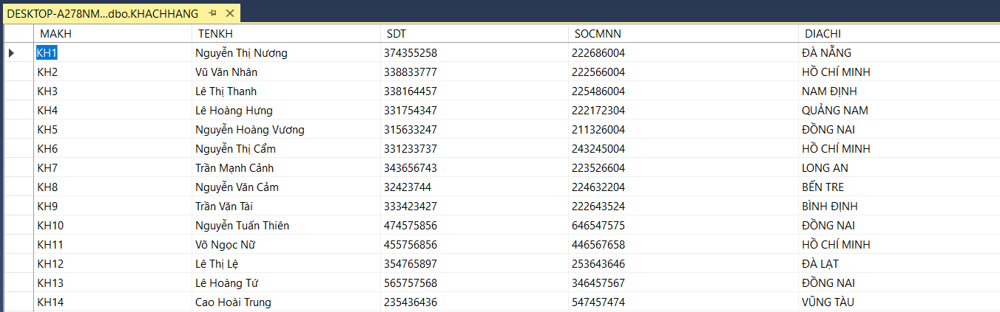 DESKTOP-A278NM...dbo.KHACHHANG
MAKH TENKH SDT SOCMNN DIACHI
KH1 Nguyễn Thị Nương 374355258 222686004 ĐÀ NẴNG
KH2 Vũ Văn Nhân 338833777 222566004 HỒ CHÍ MINH
KH3 Lê Thị Thanh 338164457 225486004 NAM ĐỊNH
KH4 Lê Hoàng Hưng 331754347 222172304 QUẢNG NAM
KH5 Nguyễn Hoàng Vương 315633247 211326004 ĐỒNG NAI
KH6 Nguyễn Thị Cẩm 331233737 243245004 HỒ CHÍ MINH
KH7 Trần Mạnh Cảnh 343656743 223526604 LONG AN
KH8 Nguyễn Văn Cảm 32423744 224632204 BẾN TRE
KH9 Trần Văn Tài 333423427 222643524 BÌNH ĐỊNH
KH10 Nguyễn Tuấn Thiên 474575856 646547575 ĐỒNG NAI
KH11 Võ Ngọc Nữ 455756856 446567658 HỒ CHÍ MINH
KH12 Lê Thị Lệ 354765897 253643646 ĐÀ LẠT
KH13 Lê Hoàng Tứ 565757568 346457567 ĐỒNG NAI
KH14 Cao Hoài Trung 235436436 547457474 VŨNG TÀU